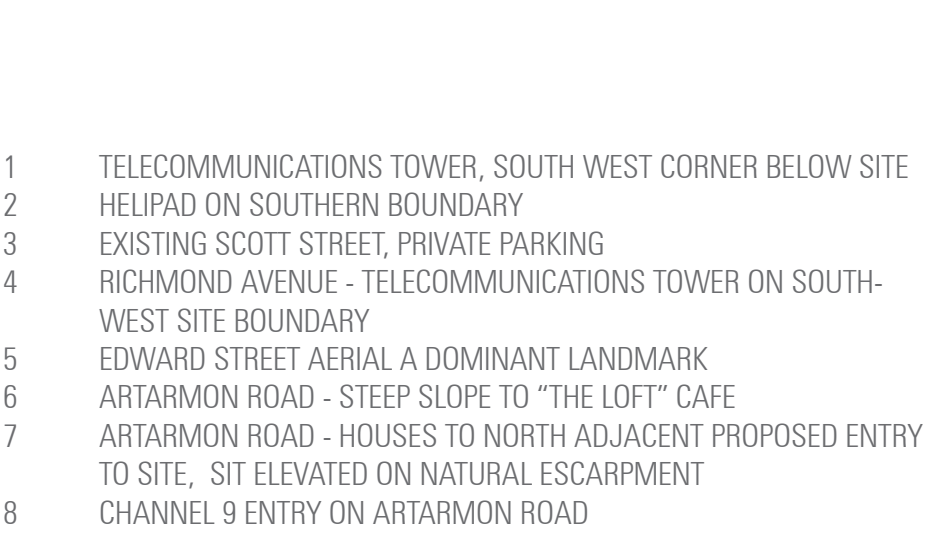 1 TELECOMMUNICATIONS TOWER, SOUTH WEST CORNER BELOW SITE
2 HELIPAD ON SOUTHERN BOUNDARY
3 EXISTING SCOTT STREET, PRIVATE PARKING
4 RICHMOND AVENUE - TELECOMMUNICATIONS TOWER ON SOUTH-
WEST SITE BOUNDARY
5 EDWARD STREET AERIAL A DOMINANT LANDMARK
6 ARTARMON ROAD - STEEP SLOPE TO “THE LOFT” CAFE
7 ARTARMON ROAD - HOUSES TO NORTH ADJACENT PROPOSED ENTRY
TO SITE,  SIT ELEVATED ON NATURAL ESCARPMENT
8 CHANNEL 9 ENTRY ON ARTARMON ROAD